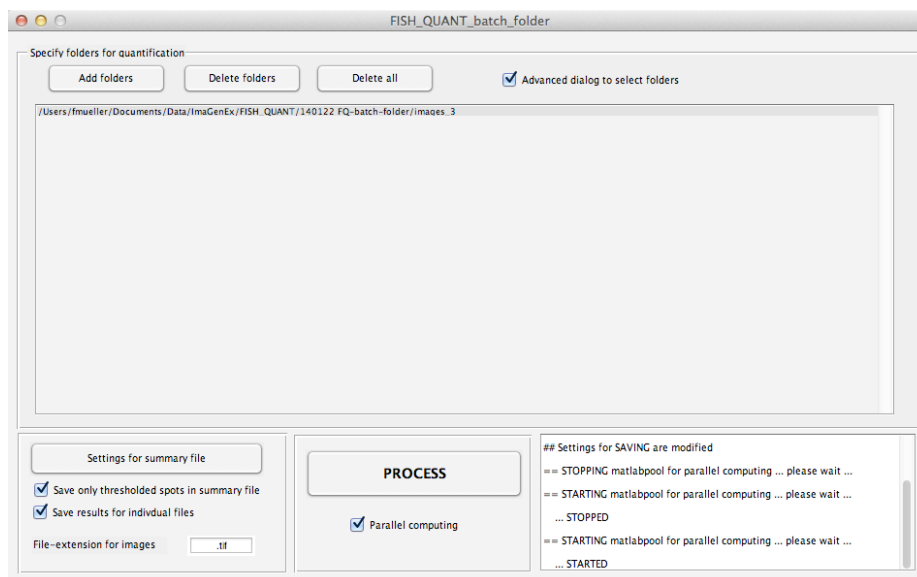 FISH_QUANT_batch_folder
Specify folders for quantification
Add folders
Delete folders
Delete all
Advanced dialog to select folders
/Users/fmueller/Documents/Data/ImaGenEx/FISH_QUANT/140122 FQ-batch-folder/images_3
Settings for summary file
Save only thresholded spots in summary file
Save results for indivdual files
File-extension for images
.tif
PROCESS
Parallel computing
## Settings for SAVING are modified
== STOPPING matlabpool for parallel computing ... please wait ...
== STARTING matlabpool for parallel computing ... please wait ...
... STOPPED
== STARTING matlabpool for parallel computing ... please wait ...
... STARTED